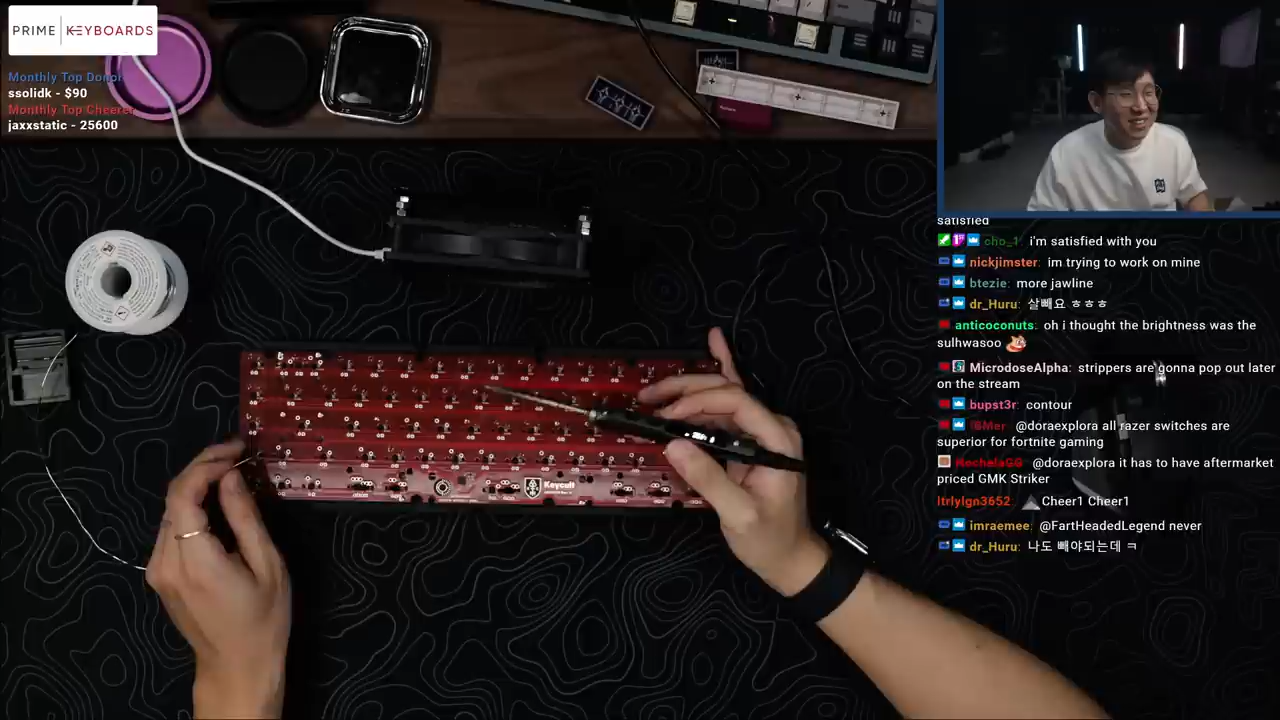 PRIME | KEYBOARDS
Monthly Top Donor
ssolidk - $90
Monthly Top Cheerer
jaxxstatic - 25600
Keycult
satisfied
cho_1: i'm satisfied with you
nickjimster: im trying to work on mine
btezie: more jawline
dr_Huru: 살빼요 ㅎㅎㅎ
anticoconuts: oh i thought the brightness was the
sulhwasoo
MicrodoseAlpha: strippers are gonna pop out later
on the stream
bupst3r: contour
@doraexplora all razer switches are
superior for fortnite gaming
@doraexplora it has to have aftermarket
priced GMK Striker
ltrlylgn3652 Cheer1 Cheer1
imraemee: @FartHeadedLegend never
dr_Huru: 나도 빼야되는데 ㅋ